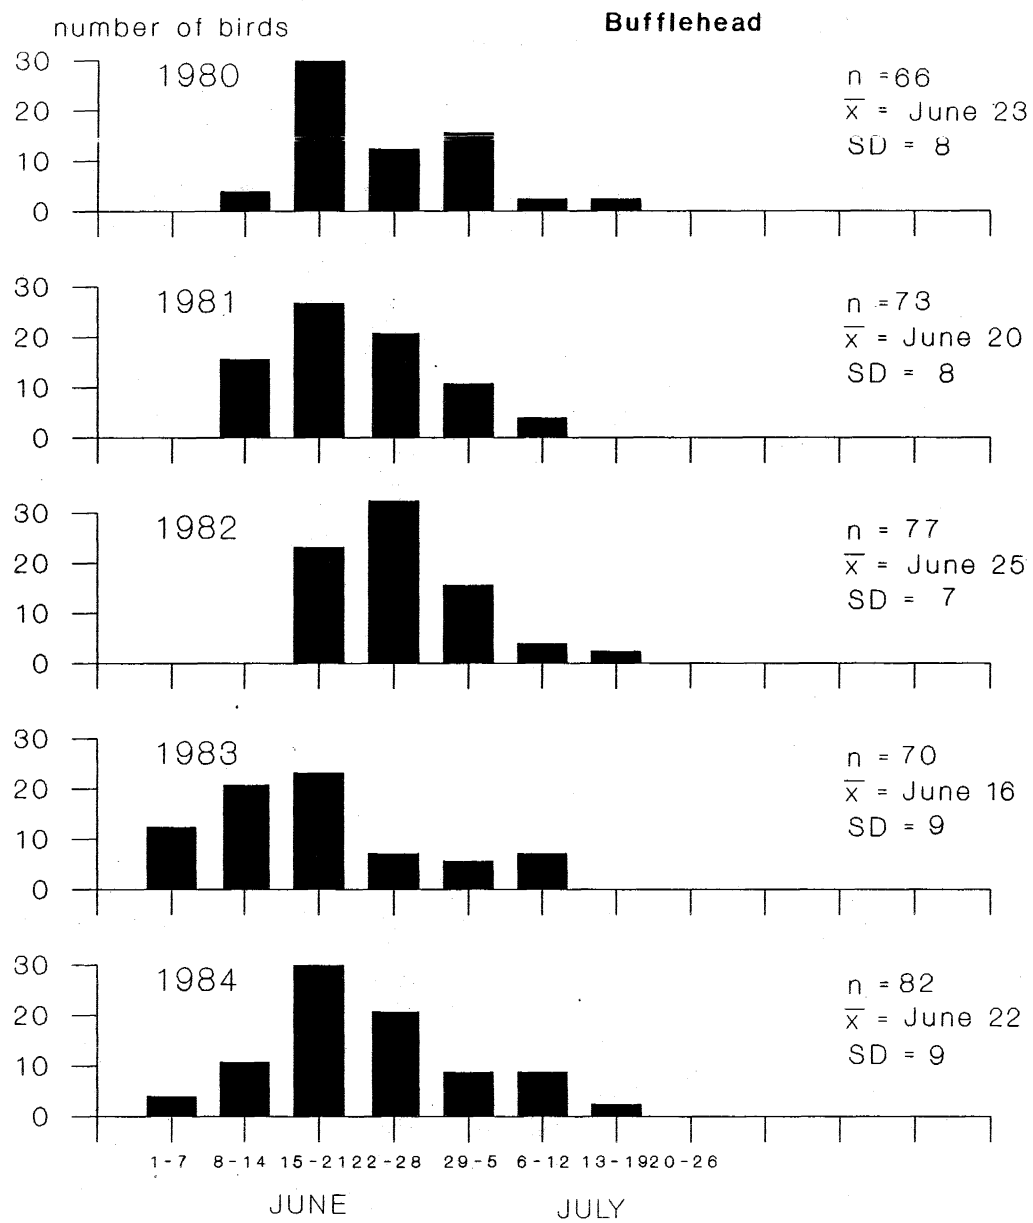 number of birds
Bufflehead
30
20
10
0
1980
n = 66
x̅ = June 23
SD = 8
30
20
10
0
1981
n = 73
x̅ = June 20
SD = 8
30
20
10
0
1982
n = 77
x̅ = June 25
SD = 7
30
20
10
0
1983
n = 70
x̅ = June 16
SD = 9
30
20
10
0
1984
n = 82
x̅ = June 22
SD = 9
1-7 8-14 15-21 22-28 29-5 6-12 13-19 20-26
JUNE JULY